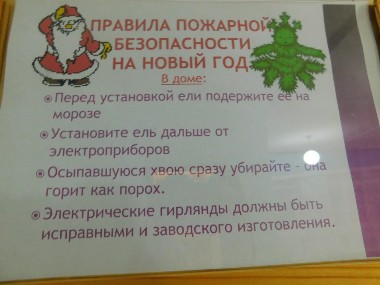 ПРАВИЛА ПОЖАРНОЙ
БЕЗОПАСНОСТИ
НА НОВЫЙ ГОД.
В доме:
Перед установкой ели подержите её на
морозе
Установите ель дальше от
электроприборов
Осыпавшуюся хвою сразу убирайте - она
горит как порох.
Электрические гирлянды должны быть
исправными и заводского изготовления.